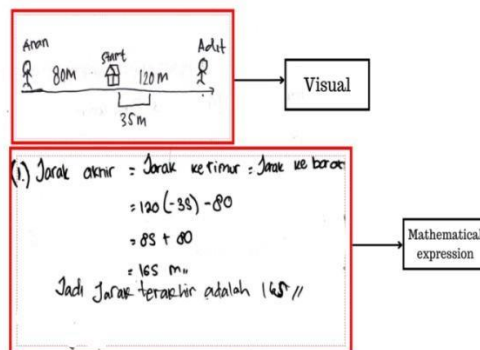 Anan
Start
Adit
80M
120M
35M
Visual
(1.) Jarak akhir = Jarak ke timur = Jarak ke barat
= 120 (-35) - 80
= 85 + 80
= 165 m,,
Jadi Jarak terakhir adalah 165 //
Mathematical
expression